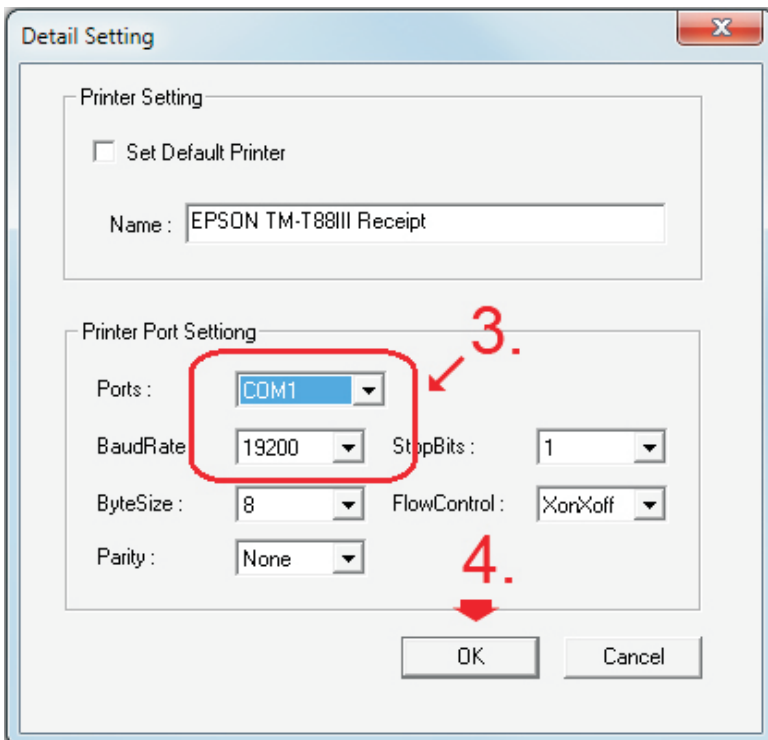 Detail Setting
Printer Setting
Set Default Printer
Name : EPSON TM-T88III Receipt
Printer Port Settiong
3.
Ports : COM1
BaudRate 19200 StopBits : 1
ByteSize : 8 FlowControl : XonXoff
Parity : None
4.
OK Cancel